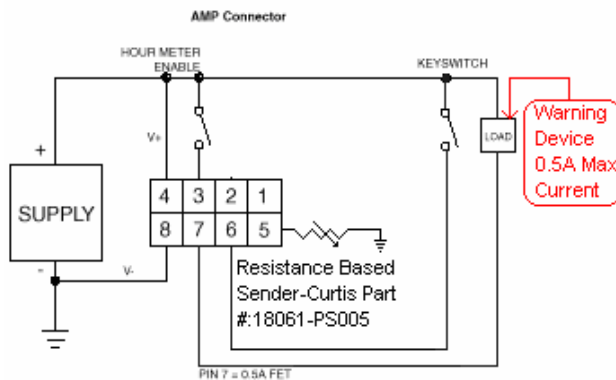 AMP Connector
HOUR METER
ENABLE
KEYSWITCH
V+
+
SUPPLY
-
V-
4 3 2 1
8 7 6 5
LOAD
Warning
Device
0.5A Max
Current
Resistance Based
Sender-Curtis Part
#:18061-PS005
PIN 7 = 0.5A FET